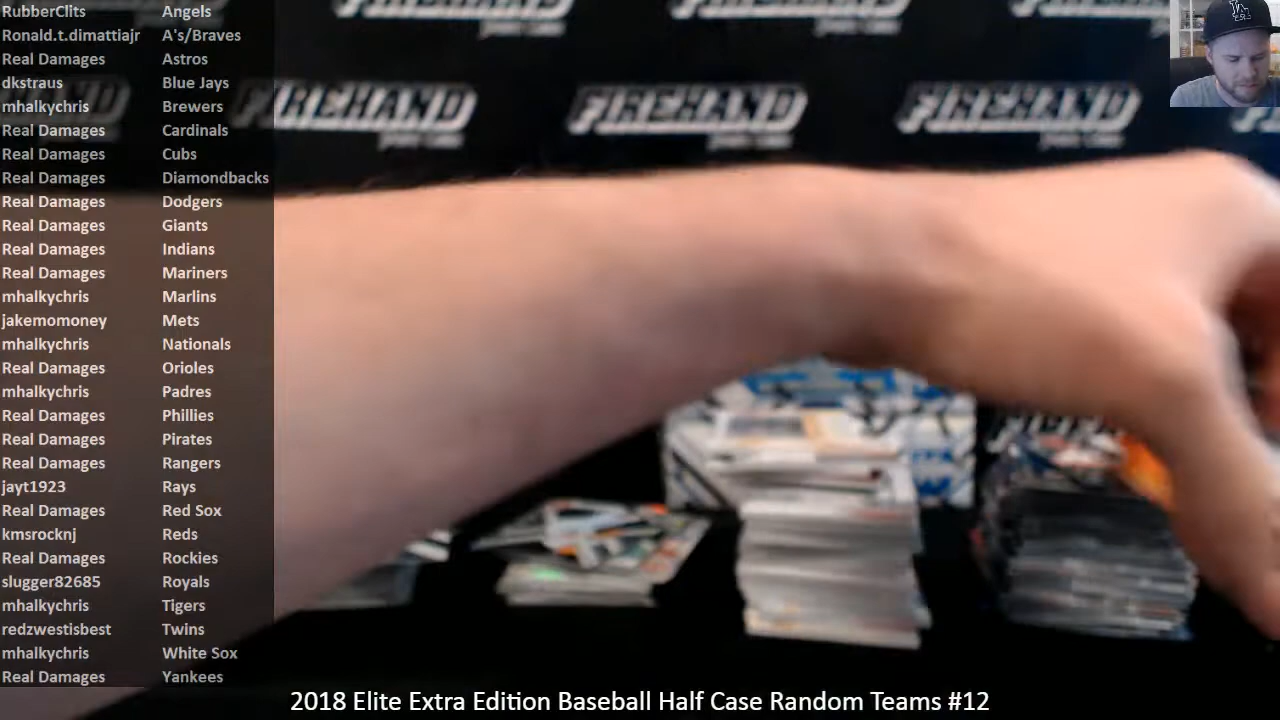 RubberClits Angels
Ronald.t.dimattiajr A's/Braves
Real Damages Astros
dkstraus Blue Jays
mhalkychris Brewers
Real Damages Cardinals
Real Damages Cubs
Real Damages Diamondbacks
Real Damages Dodgers
Real Damages Giants
Real Damages Indians
Real Damages Mariners
mhalkychris Marlins
jakemomoney Mets
mhalkychris Nationals
Real Damages Orioles
mhalkychris Padres
Real Damages Phillies
Real Damages Pirates
Real Damages Rangers
jayt1923 Rays
Real Damages Red Sox
kmsrocknj Reds
Real Damages Rockies
slugger82685 Royals
mhalkychris Tigers
redzwestisbest Twins
mhalkychris White Sox
Real Damages Yankees
FIREHAND FIREHAND FIREHAND
LA
2018 Elite Extra Edition Baseball Half Case Random Teams #12